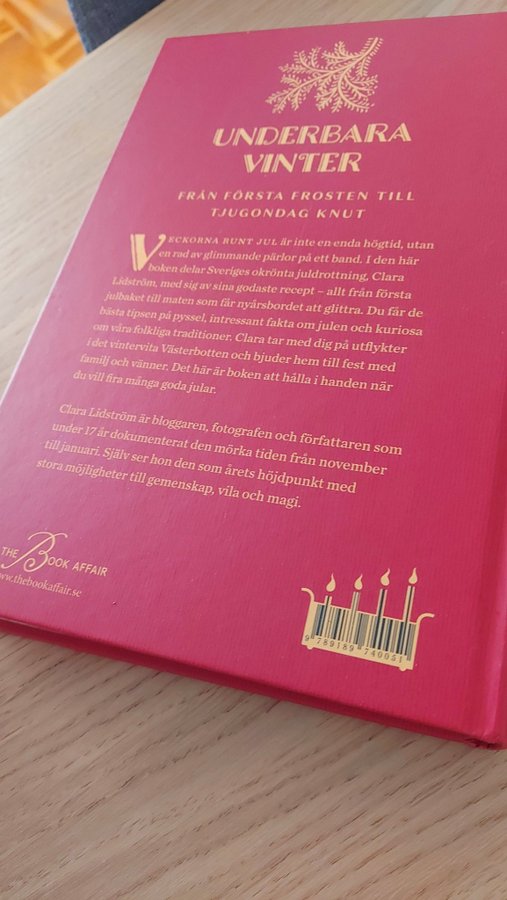 UNDERBARA
VINTER
FRÅN FÖRSTA FROSTEN TILL
TJUGONDAG KNUT
VECKORNA RUNT JUL är inte en enda högtid, utan
en rad av glimmande pärlor på ett band. I den här
boken delar Sveriges okrönta juldrottning, Clara
Lidström, med sig av sina godaste recept – allt från första
julbaket till maten som får nyårsbordet att glittra. Du får de
bästa tipsen på pyssel, intressant fakta om julen och kuriosa
om våra folkliga traditioner. Clara tar med dig på utflykter
i det vintervita Västerbotten och bjuder hem till fest med
familj och vänner. Det här är boken att hålla i handen när
du vill fira många goda jular.
Clara Lidström är bloggaren, fotografen och författaren som
under 17 år dokumenterat den mörka tiden från november
till januari. Själv ser hon den som årets höjdpunkt med
stora möjligheter till gemenskap, vila och magi.
THE BOOK AFFAIR
www.thebookaffair.se
9 789189 740051